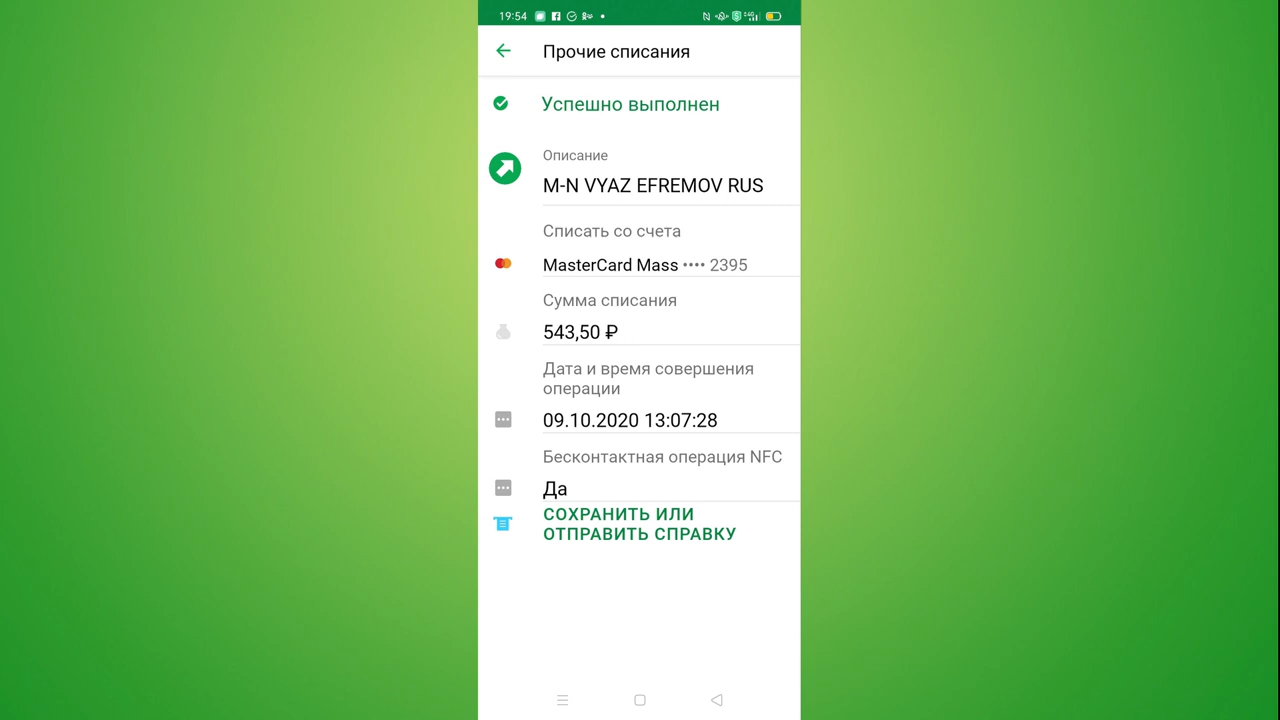 19:54
Прочие списания
Успешно выполнен
Описание
M-N VYAZ EFREMOV RUS
Списать со счета
MasterCard Mass •••• 2395
Сумма списания
543,50 ₽
Дата и время совершения
операции
09.10.2020 13:07:28
Бесконтактная операция NFC
Да
СОХРАНИТЬ ИЛИ
ОТПРАВИТЬ СПРАВКУ